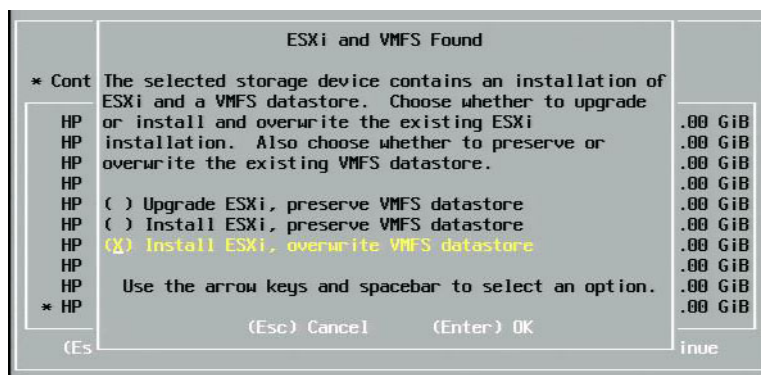 ESXi and VMFS Found
* Cont
The selected storage device contains an installation of
ESXi and a VMFS datastore. Choose whether to upgrade
HP or install and overwrite the existing ESXi .00 GiB
HP installation. Also choose whether to preserve or .00 GiB
HP overwrite the existing VMFS datastore. .00 GiB
HP .00 GiB
HP ( ) Upgrade ESXi, preserve VMFS datastore .00 GiB
HP ( ) Install ESXi, preserve VMFS datastore .00 GiB
HP (X) Install ESXi, overwrite VMFS datastore .00 GiB
HP .00 GiB
HP Use the arrow keys and spacebar to select an option. .00 GiB
* HP .00 GiB
(Esc) Cancel (Enter) OK
(Es inue